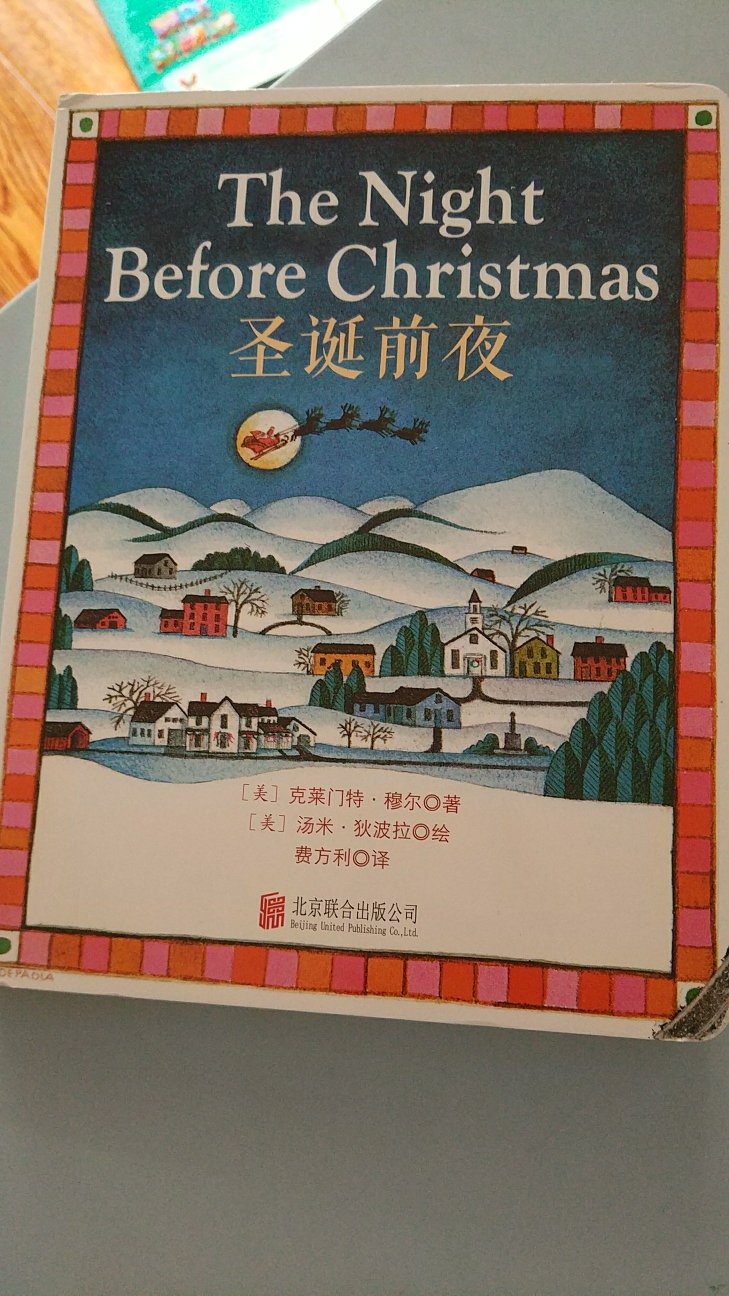 The Night
Before Christmas
圣诞前夜
［美］克莱门特·穆尔◎著
［美］汤米·狄波拉◎绘
费方利◎译
北京联合出版公司
Beijing United Publishing Co.,Ltd.
DEPAOLA